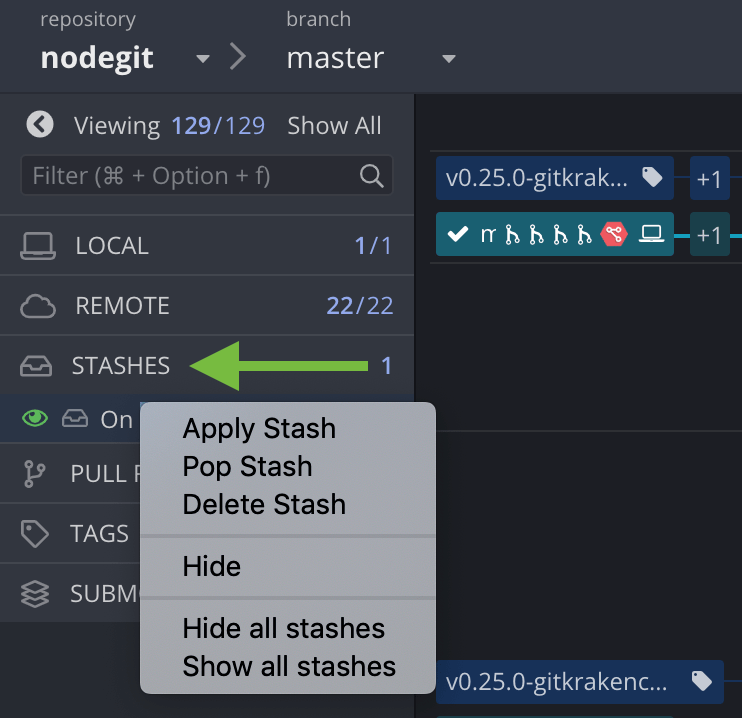 repository
nodegit
branch
master
Viewing 129/129 Show All
Filter (⌘ + Option + f)
v0.25.0-gitkrak... +1
LOCAL 1/1
+1
REMOTE 22/22
STASHES 1
On
Apply Stash
Pop Stash
Delete Stash
PULL
TAGS
Hide
SUBM
Hide all stashes
Show all stashes
v0.25.0-gitkrakenc...